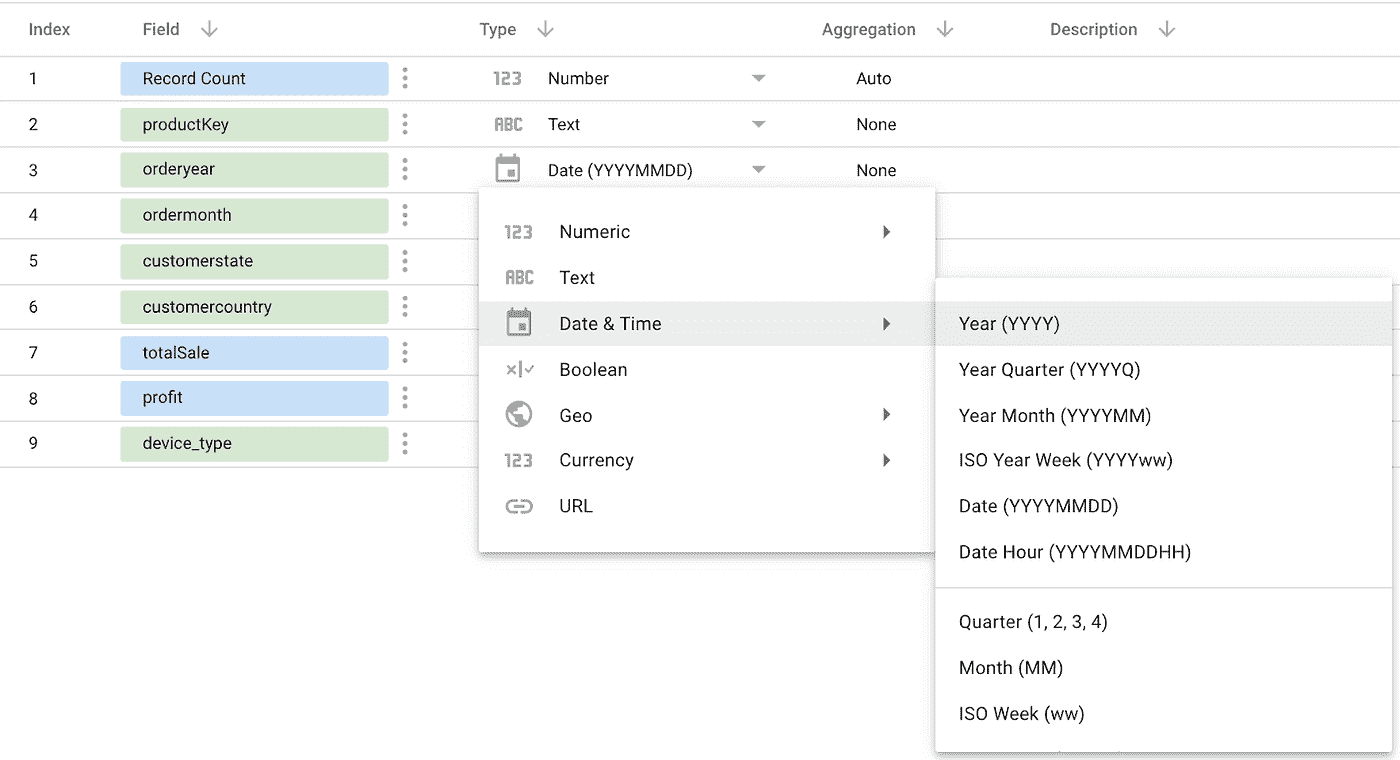 Index Field Type Aggregation Description
1 Record Count 123 Number Auto
2 productKey ABC Text None
3 orderyear Date (YYYYMMDD) None
4 ordermonth
123 Numeric
5 customerstate
ABC Text
6 customercountry
Date & Time Year (YYYY)
7 totalSale
Boolean Year Quarter (YYYYQ)
8 profit
Geo Year Month (YYYYMM)
9 device_type
123 Currency ISO Year Week (YYYYww)
URL Date (YYYYMMDD)
Date Hour (YYYYMMDDHH)
Quarter (1, 2, 3, 4)
Month (MM)
ISO Week (ww)